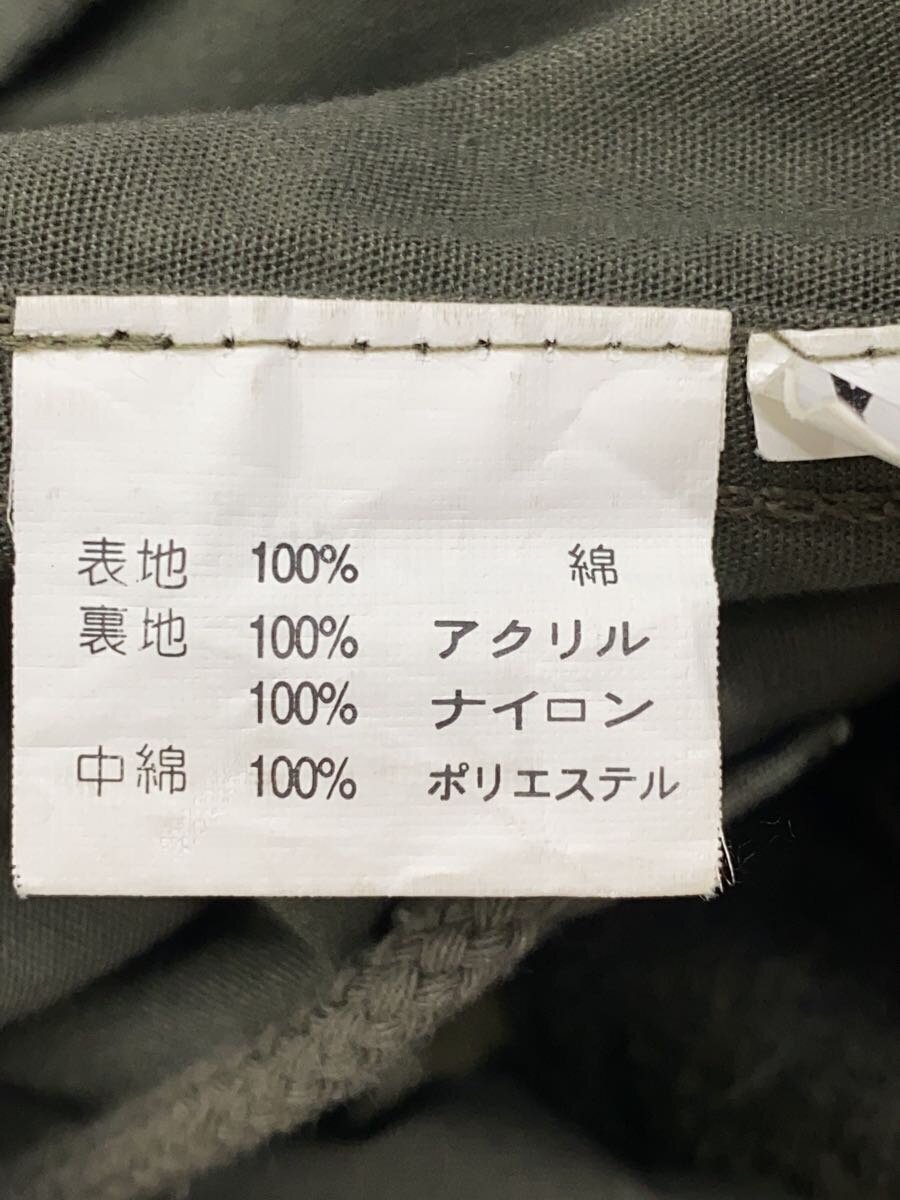 表地 100% 綿
裏地 100% アクリル
100% ナイロン
中綿 100% ポリエステル